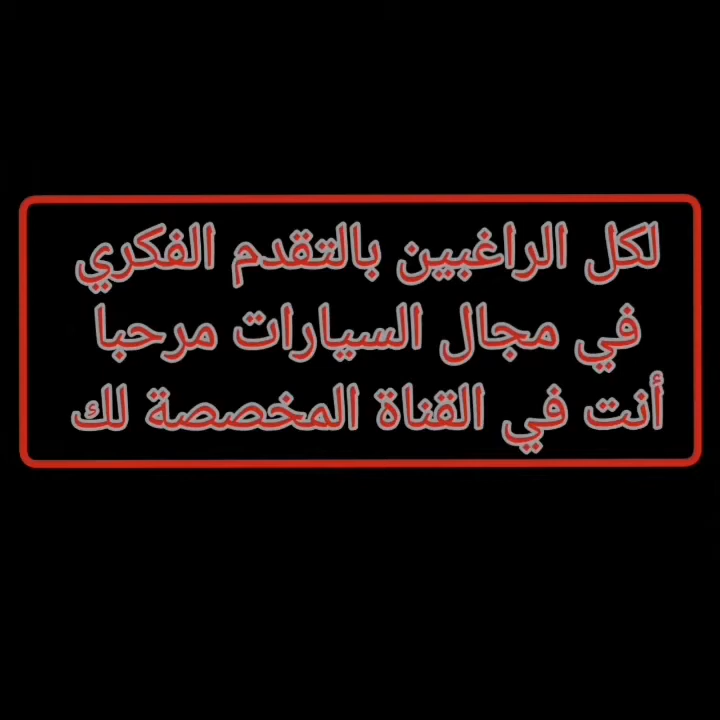 لكل الراغبين بالتقدم الفكري
في مجال السيارات مرحبا
أنت في القناة المخصصة لك